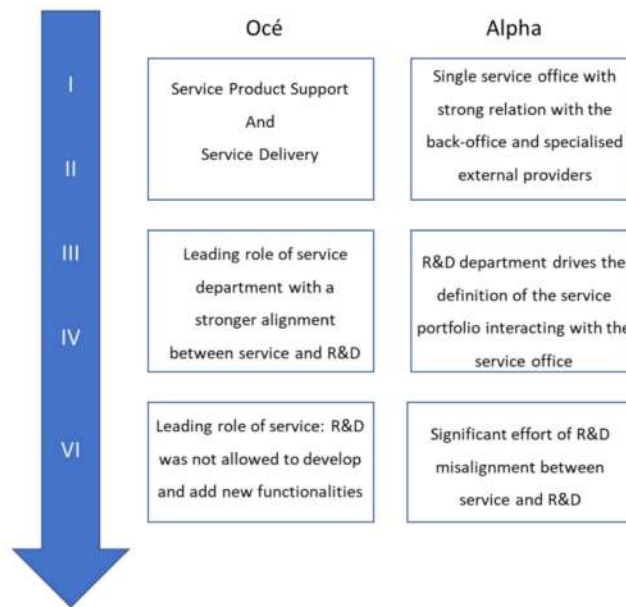 Océ
Alpha
I
II
III
IV
VI
Service Product Support
And
Service Delivery
Single service office with
strong relation with the
back-office and specialised
external providers
Leading role of service
department with a
stronger alignment
between service and R&D
R&D department drives the
definition of the service
portfolio interacting with the
service office
Leading role of service: R&D
was not allowed to develop
and add new functionalities
Significant effort of R&D
misalignment between
service and R&D